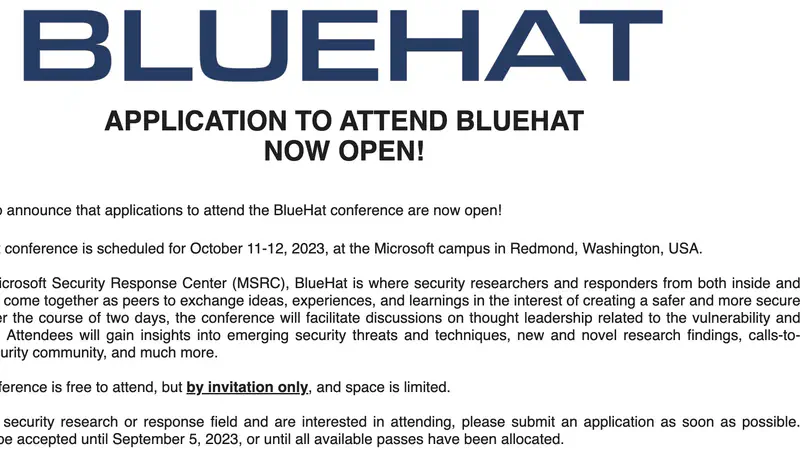 BLUEHAT
APPLICATION TO ATTEND BLUEHAT
NOW OPEN!
announce that applications to attend the BlueHat conference are now open!
conference is scheduled for October 11-12, 2023, at the Microsoft campus in Redmond, Washington, USA.
icrosoft Security Response Center (MSRC), BlueHat is where security researchers and responders from both inside and
come together as peers to exchange ideas, experiences, and learnings in the interest of creating a safer and more secure
er the course of two days, the conference will facilitate discussions on thought leadership related to the vulnerability and
Attendees will gain insights into emerging security threats and techniques, new and novel research findings, calls-to-
urity community, and much more.
ference is free to attend, but by invitation only, and space is limited.
security research or response field and are interested in attending, please submit an application as soon as possible.
be accepted until September 5, 2023, or until all available passes have been allocated.